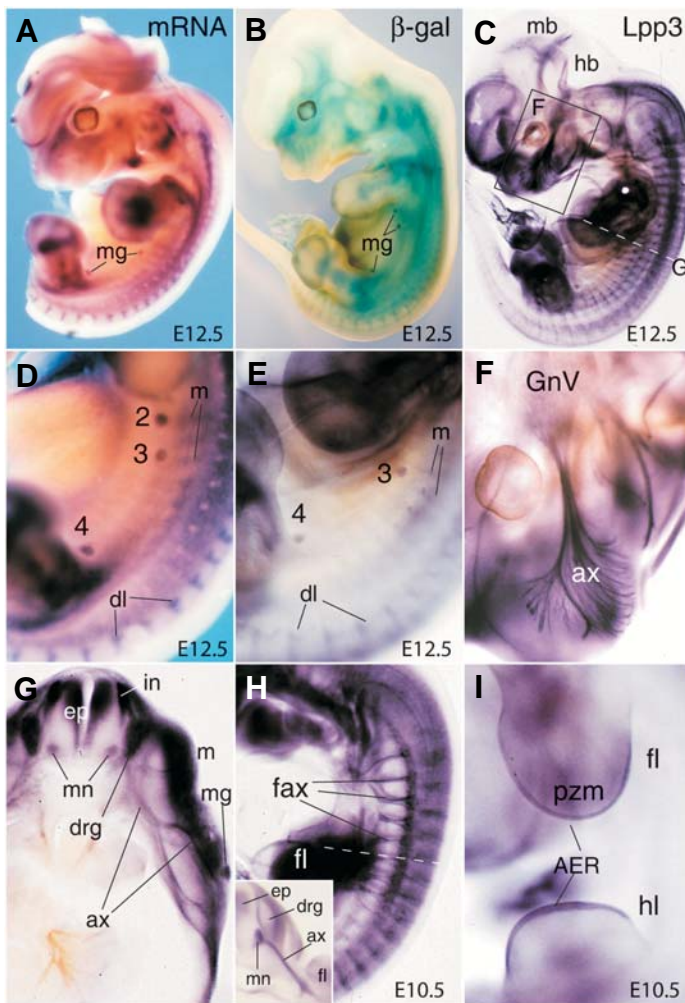 A mRNA
mg
E12.5
B β-gal
mg
E12.5
C mb Lpp3
hb
F
G
E12.5
D
m
2
3
4
dl
E12.5
E
m
3
4
dl
E12.5
F GnV
ax
G
in
ep
m
mn
mg
drg
ax
H
fax
fl
ep
drg
ax
mn
fl
E10.5
I
fl
pzm
AER
hl
E10.5